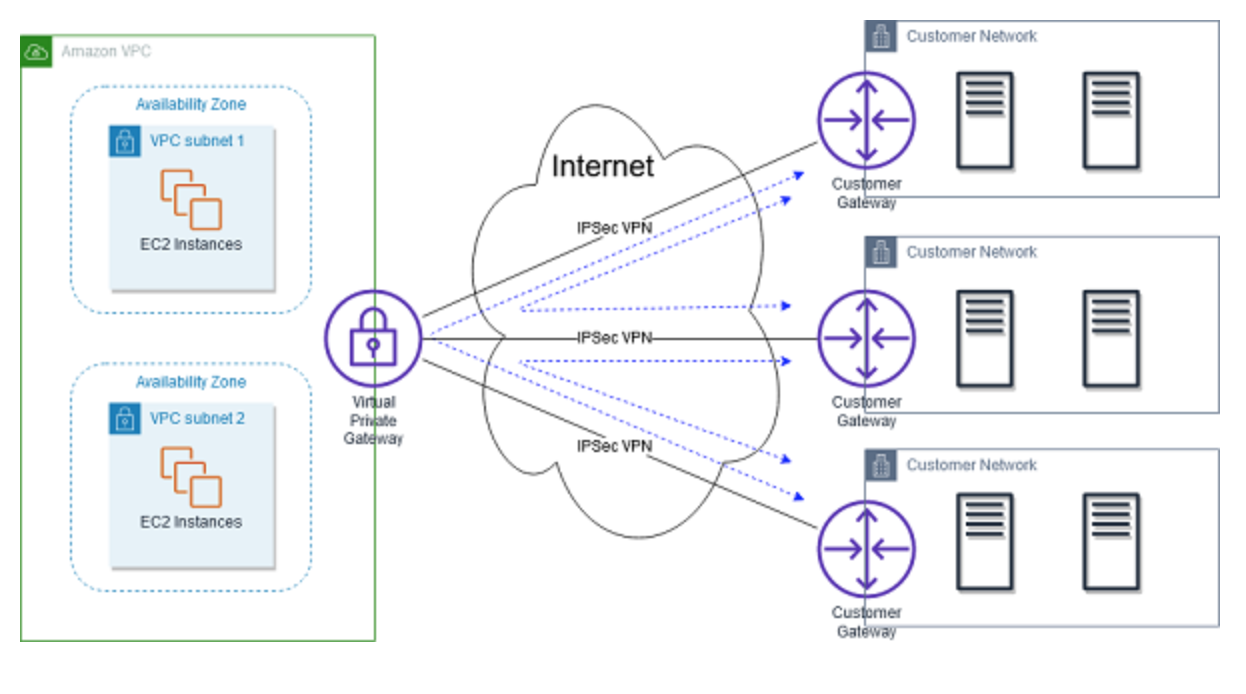 Amazon VPC
Availability Zone
VPC subnet 1
EC2 Instances
Availability Zone
VPC subnet 2
EC2 Instances
Virtual
Private
Gateway
Internet
IPSec VPN
IPSec VPN
IPSec VPN
Customer Network
Customer
Gateway
Customer Network
Customer
Gateway
Customer Network
Customer
Gateway